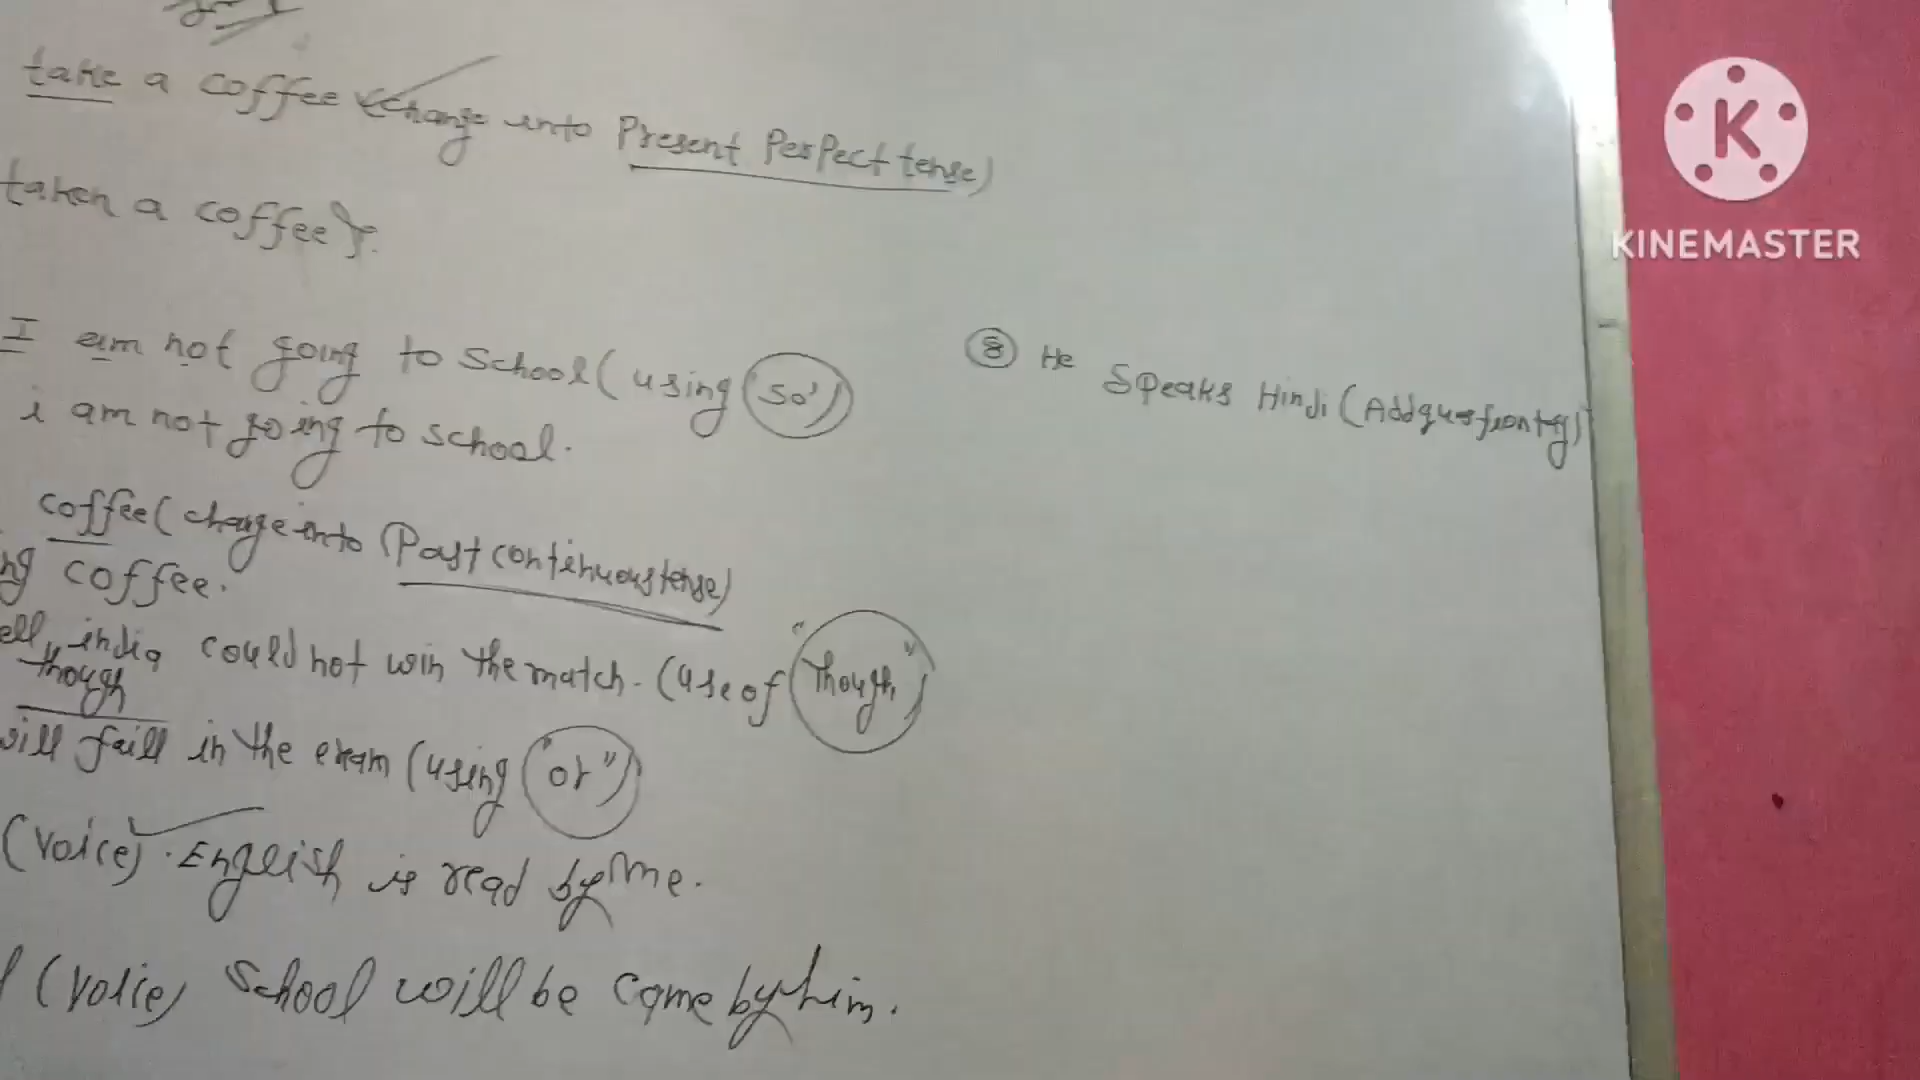 take a coffee (change into Present Perfect tense)
taken a coffee).
I am not going to school (using 'so')
i am not going to school.
coffee (change into (Past continuous tense)
ng coffee.
ell, india could not win the match. (use of "though")
though
will faill in the exam (using "or")
(voice). English is read by me.
(voice) School will be came by him.
⑧ He Speaks Hindi (Add question tag)
KINEMASTER